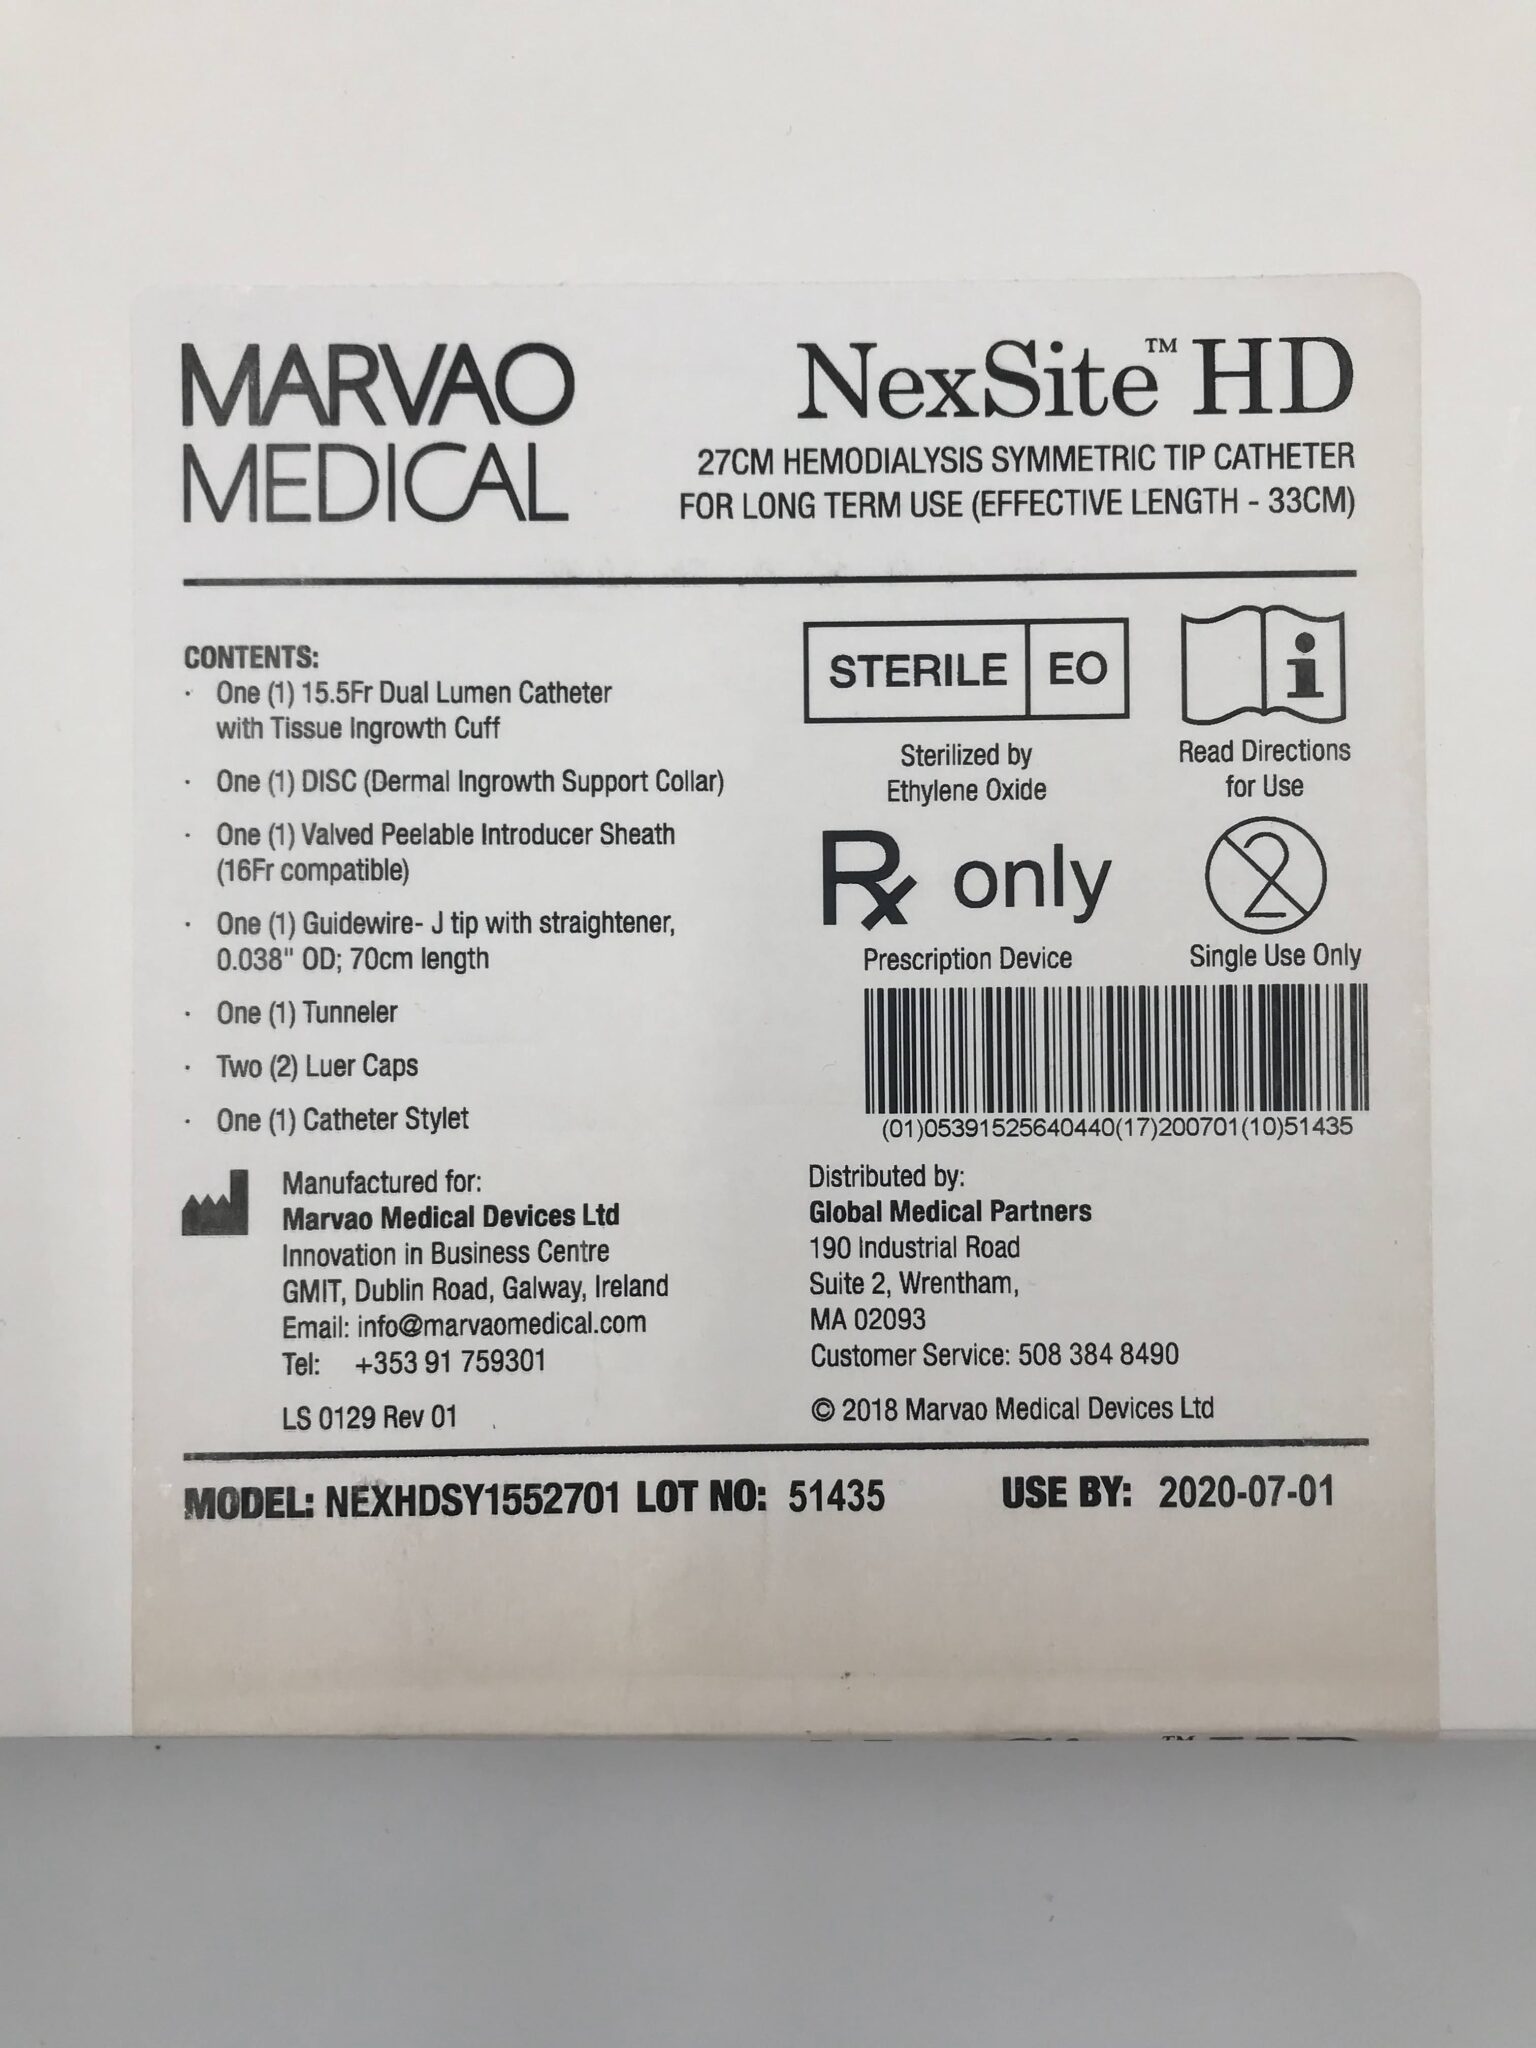 MARVAO
MEDICAL
NexSite™ HD
27CM HEMODIALYSIS SYMMETRIC TIP CATHETER
FOR LONG TERM USE (EFFECTIVE LENGTH - 33CM)
CONTENTS:
· One (1) 15.5Fr Dual Lumen Catheter
with Tissue Ingrowth Cuff
· One (1) DISC (Dermal Ingrowth Support Collar)
· One (1) Valved Peelable Introducer Sheath
(16Fr compatible)
· One (1) Guidewire- J tip with straightener,
0.038" OD; 70cm length
· One (1) Tunneler
· Two (2) Luer Caps
· One (1) Catheter Stylet
STERILE EO
Sterilized by
Ethylene Oxide
i
Read Directions
for Use
Rx only
Prescription Device
2
Single Use Only
(01)05391525640440(17)200701(10)51435
Manufactured for:
Marvao Medical Devices Ltd
Innovation in Business Centre
GMIT, Dublin Road, Galway, Ireland
Email: info@marvaomedical.com
Tel: +353 91 759301
LS 0129 Rev 01
Distributed by:
Global Medical Partners
190 Industrial Road
Suite 2, Wrentham,
MA 02093
Customer Service: 508 384 8490
© 2018 Marvao Medical Devices Ltd
MODEL: NEXHDSY1552701 LOT NO: 51435 USE BY: 2020-07-01